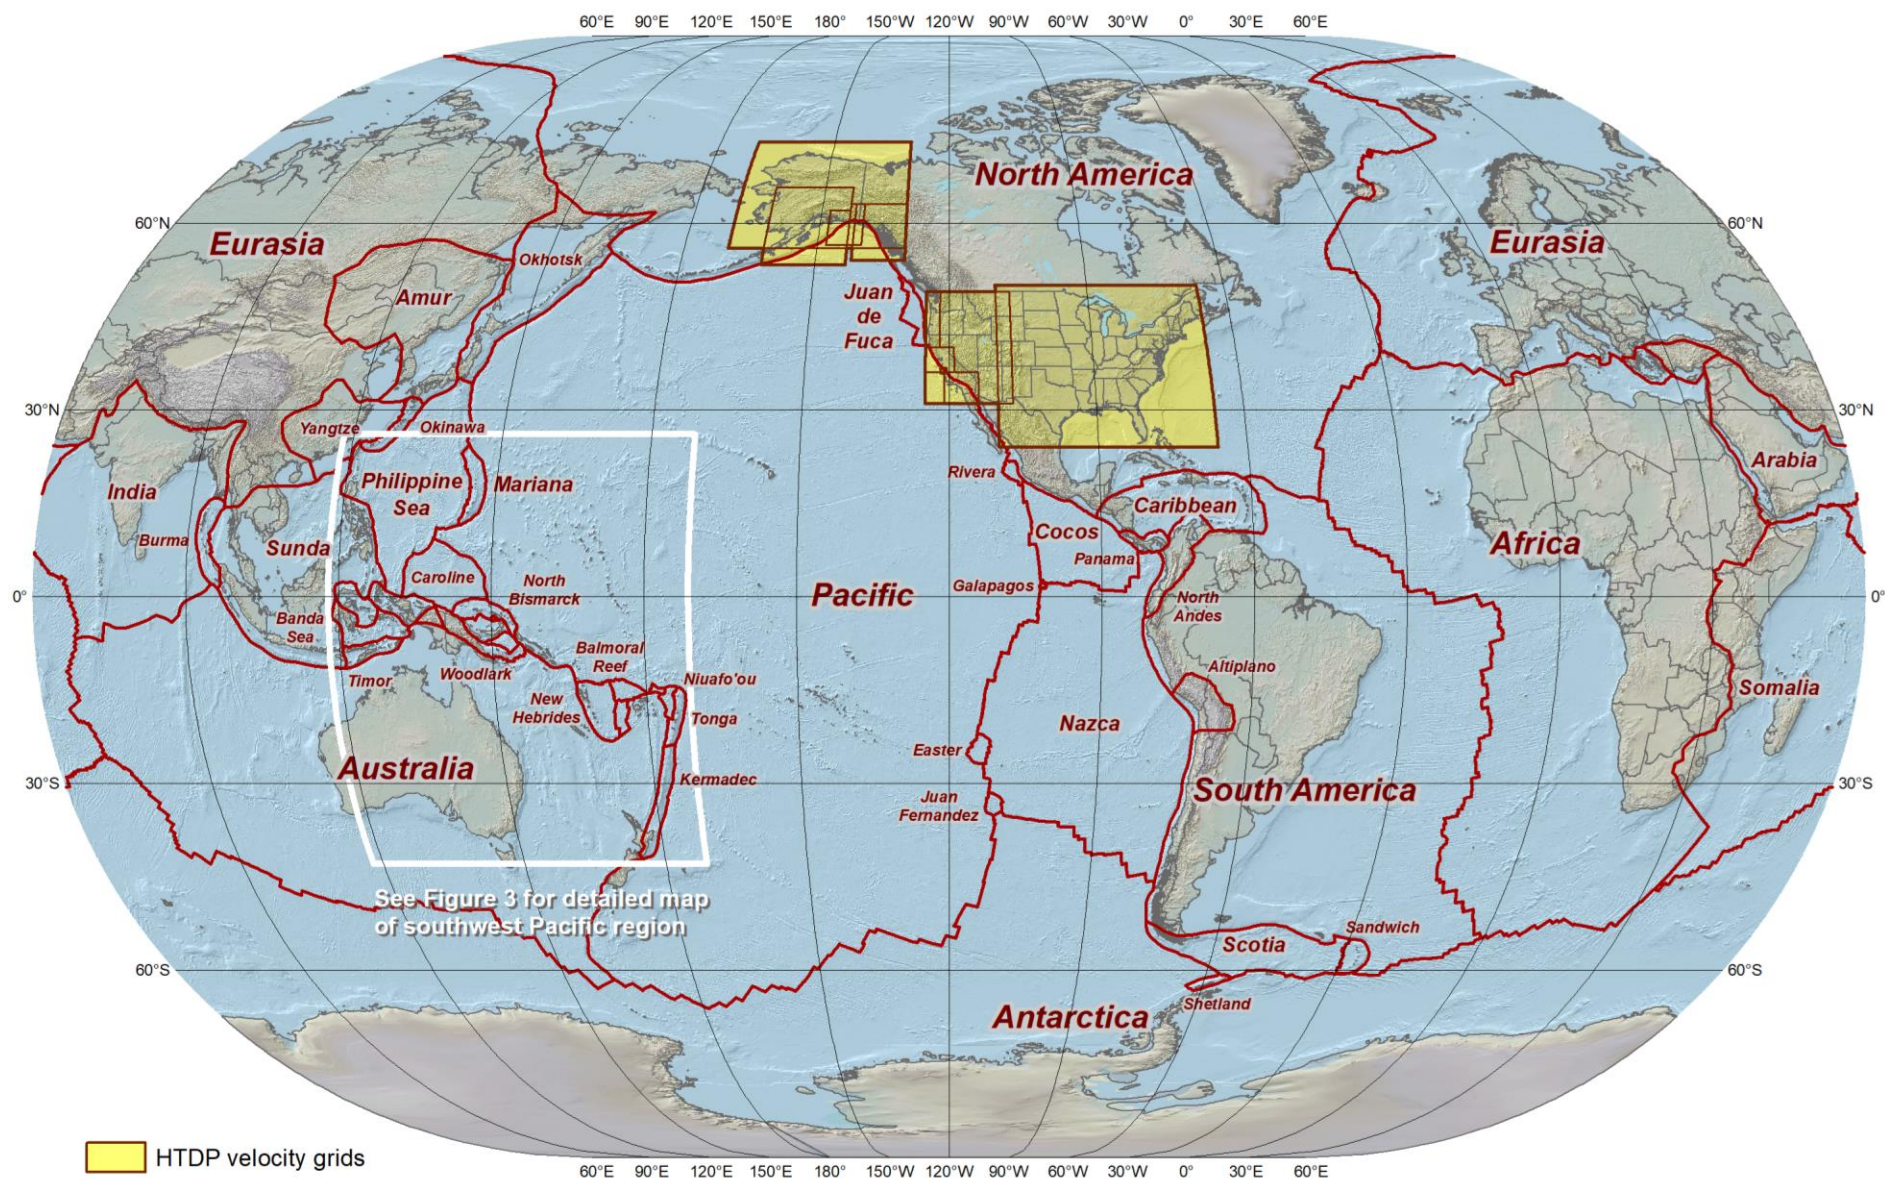 60°E 90°E 120°E 150°E 180° 150°W 120°W 90°W 60°W 30°W 0° 30°E 60°E
North America
60°N
60°N
Eurasia
Eurasia
Okhotsk
Amur
Juan
de
Fuca
30°N
30°N
Yangtze
Okinawa
Arabia
Rivera
India
Philippine
Sea
Mariana
Caribbean
Cocos
Burma
Sunda
Africa
Panama
Caroline
North
Bismarck
Galapagos
Pacific
0°
0°
North
Andes
Banda
Sea
Balmoral
Reef
Altiplano
Timor
Woodlark
Niuafo'ou
Somalia
New
Hebrides
Tonga
Nazca
Easter
Australia
Kermadec
30°S
30°S
South America
Juan
Fernandez
See Figure 3 for detailed map
of southwest Pacific region
Sandwich
Scotia
60°S
60°S
Shetland
Antarctica
HTDP velocity grids
60°E 90°E 120°E 150°E 180° 150°W 120°W 90°W 60°W 30°W 0° 30°E 60°E